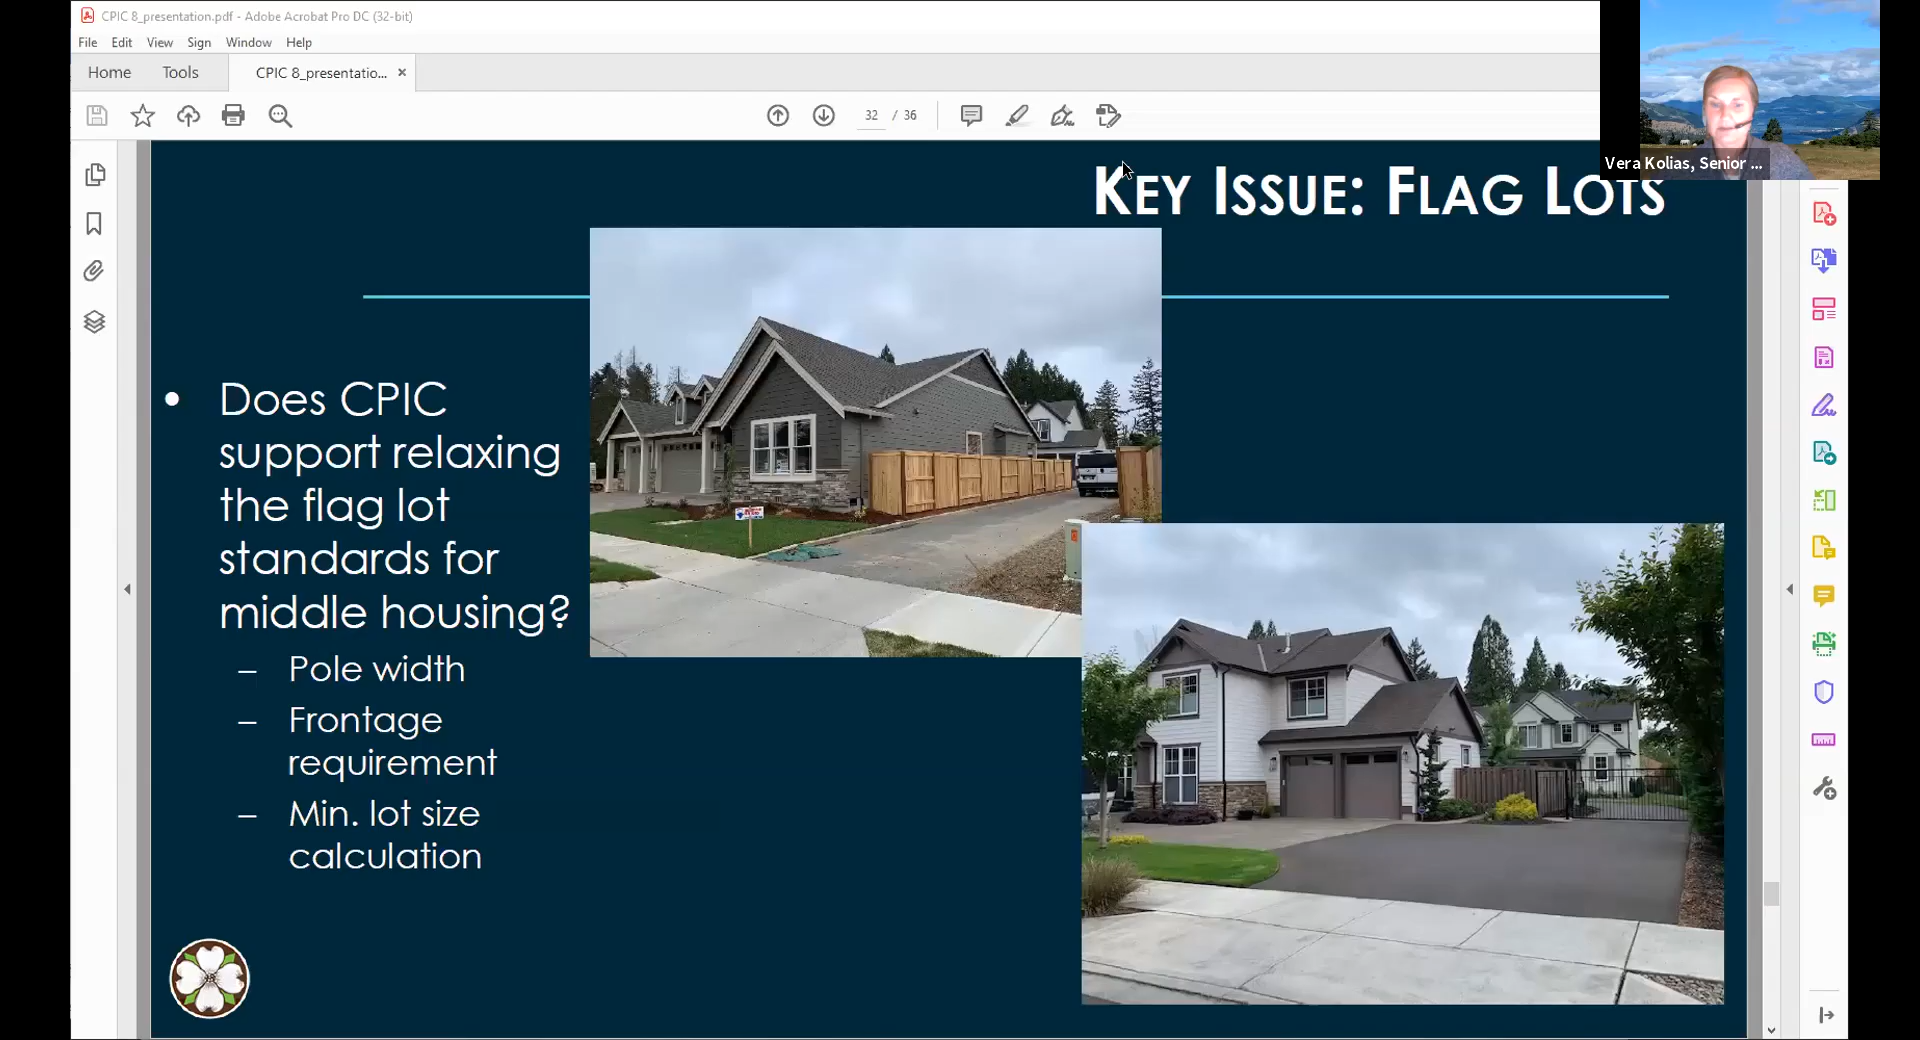 CPIC 8_presentation.pdf - Adobe Acrobat Pro DC (32-bit)
File Edit View Sign Window Help
Home Tools CPIC 8_presentatio... ×
32 / 36
Vera Kolias, Senior ...
KEY ISSUE: FLAG LOTS
• Does CPIC
support relaxing
the flag lot
standards for
middle housing?
– Pole width
– Frontage
requirement
– Min. lot size
calculation